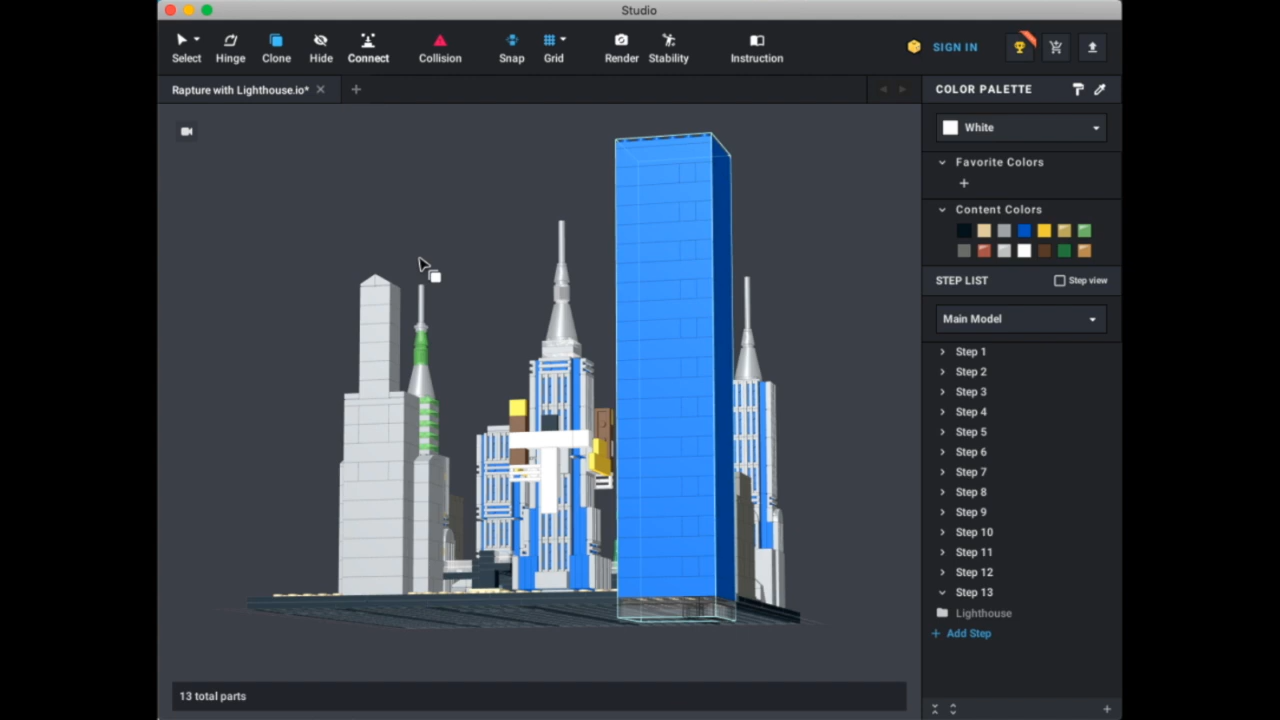 Studio
Select Hinge Clone Hide Connect Collision Snap Grid Render Stability Instruction SIGN IN
Rapture with Lighthouse.io*
COLOR PALETTE
White
Favorite Colors
Content Colors
STEP LIST Step view
Main Model
Step 1
Step 2
Step 3
Step 4
Step 5
Step 6
Step 7
Step 8
Step 9
Step 10
Step 11
Step 12
Step 13
Lighthouse
+ Add Step
13 total parts